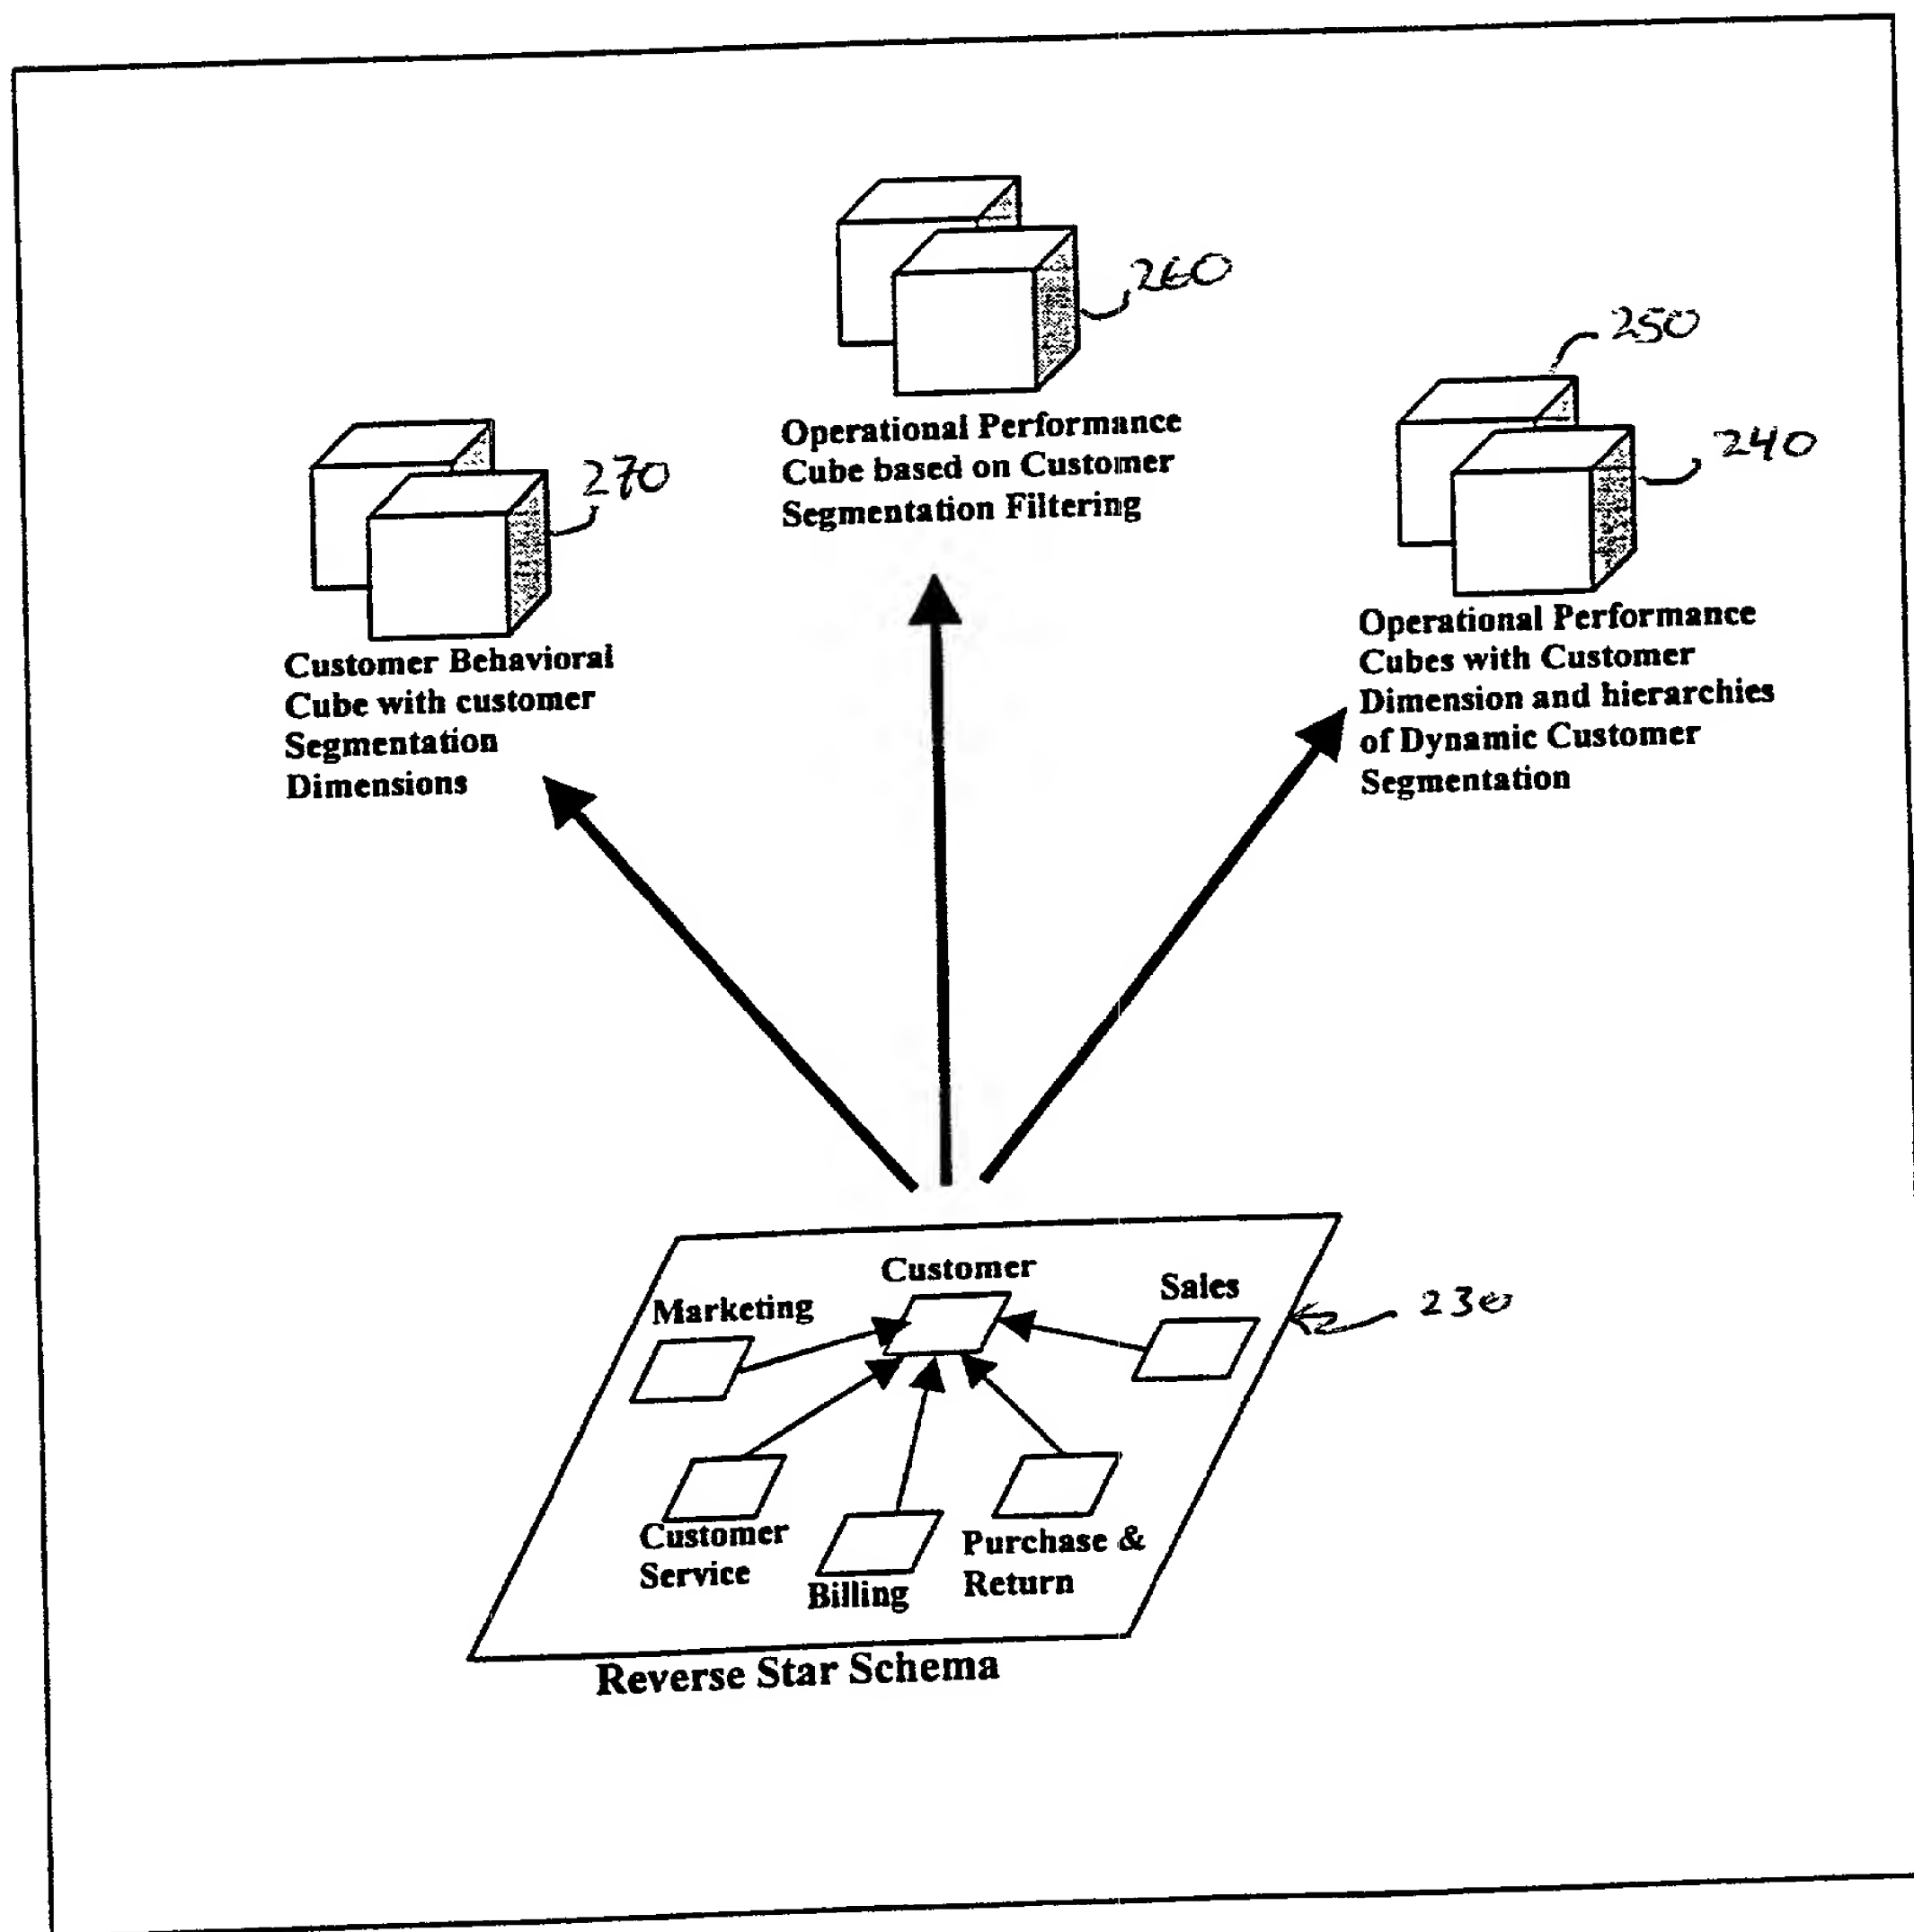 260
250
240
270
Operational Performance
Cube based on Customer
Segmentation Filtering
Operational Performance
Cubes with Customer
Dimension and hierarchies
of Dynamic Customer
Segmentation
Customer Behavioral
Cube with customer
Segmentation
Dimensions
Customer
Sales
Marketing
230
Customer
Service
Billing
Purchase &
Return
Reverse Star Schema